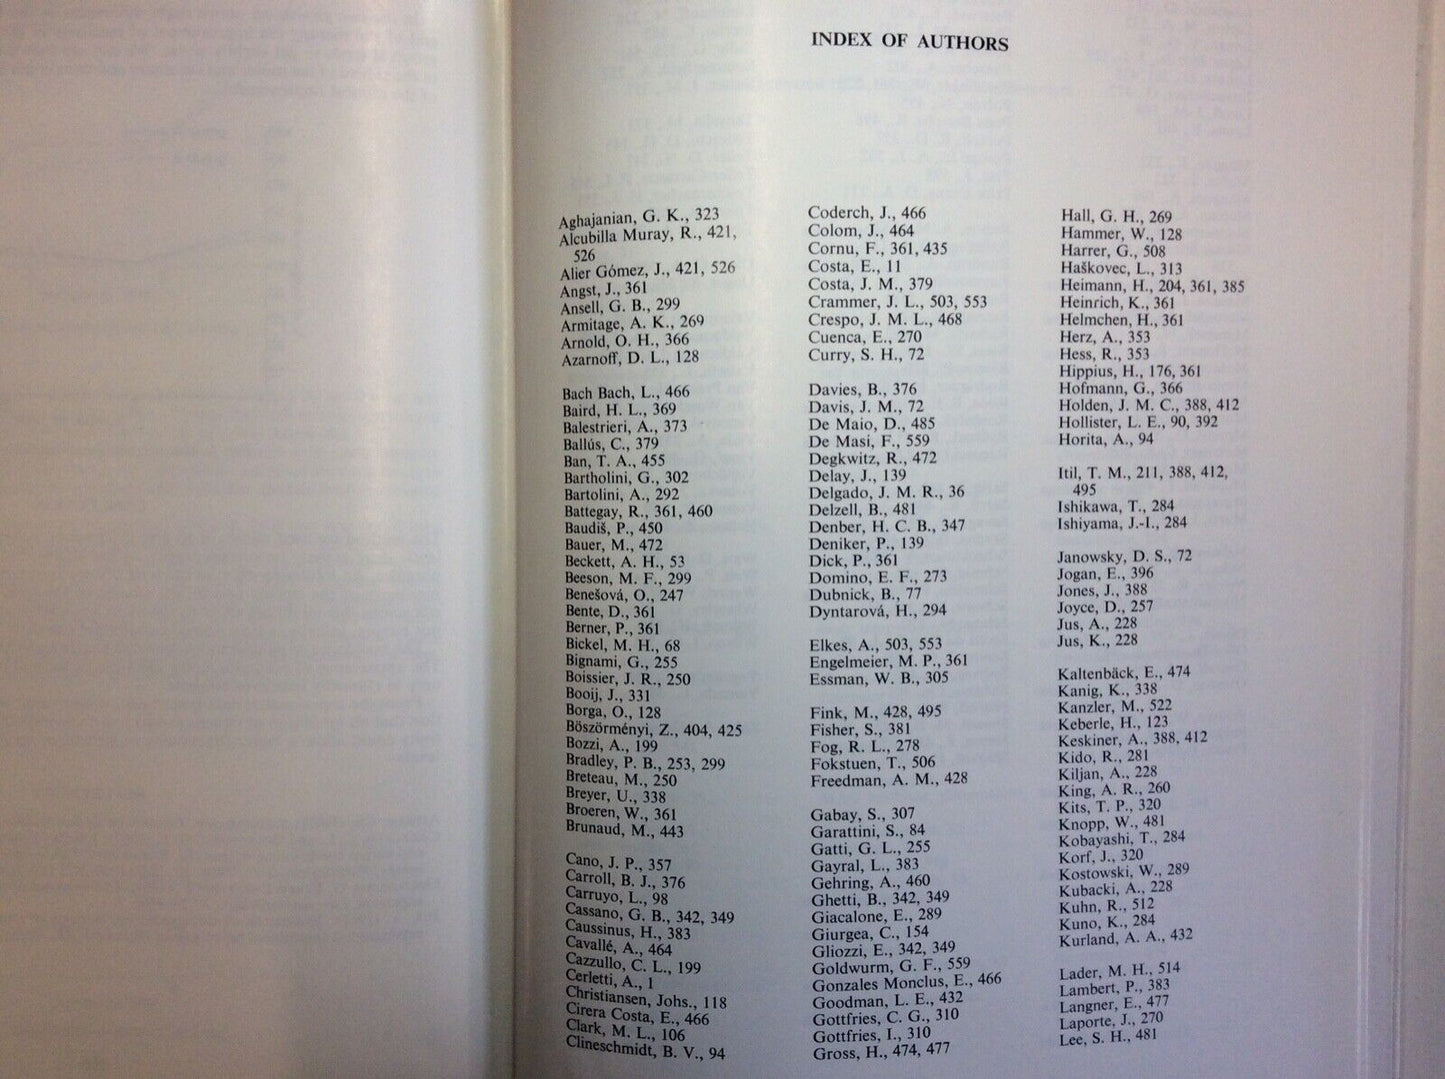 INDEX OF AUTHORS
Aghajanian, G. K., 323
Alcubilla Muray, R., 421,
526
Alier Gómez, J., 421, 526
Angst, J., 361
Ansell, G. B., 299
Armitage, A. K., 269
Arnold, O. H., 366
Azarnoff, D. L., 128
Bach Bach, L., 466
Baird, H. L., 369
Balestrieri, A., 373
Ballús, C., 379
Ban, T. A., 455
Bartholini, G., 302
Bartolini, A., 292
Battegay, R., 361, 460
Baudiš, P., 450
Bauer, M., 472
Beckett, A. H., 53
Beeson, M. F., 299
Benešová, O., 247
Bente, D., 361
Berner, P., 361
Bickel, M. H., 68
Bignami, G., 255
Boissier, J. R., 250
Booij, J., 331
Borga, O., 128
Böszörményi, Z., 404, 425
Bozzi, A., 199
Bradley, P. B., 253, 299
Breteau, M., 250
Breyer, U., 338
Broeren, W., 361
Brunaud, M., 443
Cano, J. P., 357
Carroll, B. J., 376
Carruyo, L., 98
Cassano, G. B., 342, 349
Caussinus, H., 383
Cavallé, A., 464
Cazzullo, C. L., 199
Cerletti, A., 1
Christiansen, Johs., 118
Cirera Costa, E., 466
Clark, M. L., 106
Clineschmidt, B. V., 94
Coderch, J., 466
Colom, J., 464
Cornu, F., 361, 435
Costa, E., 11
Costa, J. M., 379
Crammer, J. L., 503, 553
Crespo, J. M. L., 468
Cuenca, E., 270
Curry, S. H., 72
Davies, B., 376
Davis, J. M., 72
De Maio, D., 485
De Masi, F., 559
Degkwitz, R., 472
Delay, J., 139
Delgado, J. M. R., 36
Delzell, B., 481
Denber, H. C. B., 347
Deniker, P., 139
Dick, P., 361
Domino, E. F., 273
Dubnick, B., 77
Dyntarová, H., 294
Elkes, A., 503, 553
Engelmeier, M. P., 361
Essman, W. B., 305
Fink, M., 428, 495
Fisher, S., 381
Fog, R. L., 278
Fokstuen, T., 506
Freedman, A. M., 428
Gabay, S., 307
Garattini, S., 84
Gatti, G. L., 255
Gayral, L., 383
Gehring, A., 460
Ghetti, B., 342, 349
Giacalone, E., 289
Giurgea, C., 154
Gliozzi, E., 342, 349
Goldwurm, G. F., 559
Gonzales Monclus, E., 466
Goodman, L. E., 432
Gottfries, C. G., 310
Gottfries, I., 310
Gross, H., 474, 477
Hall, G. H., 269
Hammer, W., 128
Harrer, G., 508
Haškovec, L., 313
Heimann, H., 204, 361, 385
Heinrich, K., 361
Helmchen, H., 361
Herz, A., 353
Hess, R., 353
Hippius, H., 176, 361
Hofmann, G., 366
Holden, J. M. C., 388, 412
Hollister, L. E., 90, 392
Horita, A., 94
Itil, T. M., 211, 388, 412,
495
Ishikawa, T., 284
Ishiyama, J.-I., 284
Janowsky, D. S., 72
Jogan, E., 396
Jones, J., 388
Joyce, D., 257
Jus, A., 228
Jus, K., 228
Kaltenbäck, E., 474
Kanig, K., 338
Kanzler, M., 522
Keberle, H., 123
Keskiner, A., 388, 412
Kido, R., 281
Kiljan, A., 228
King, A. R., 260
Kits, T. P., 320
Knopp, W., 481
Kobayashi, T., 284
Korf, J., 320
Kostowski, W., 289
Kubacki, A., 228
Kuhn, R., 512
Kuno, K., 284
Kurland, A. A., 432
Lader, M. H., 514
Lambert, P., 383
Langner, E., 477
Laporte, J., 270
Lee, S. H., 481